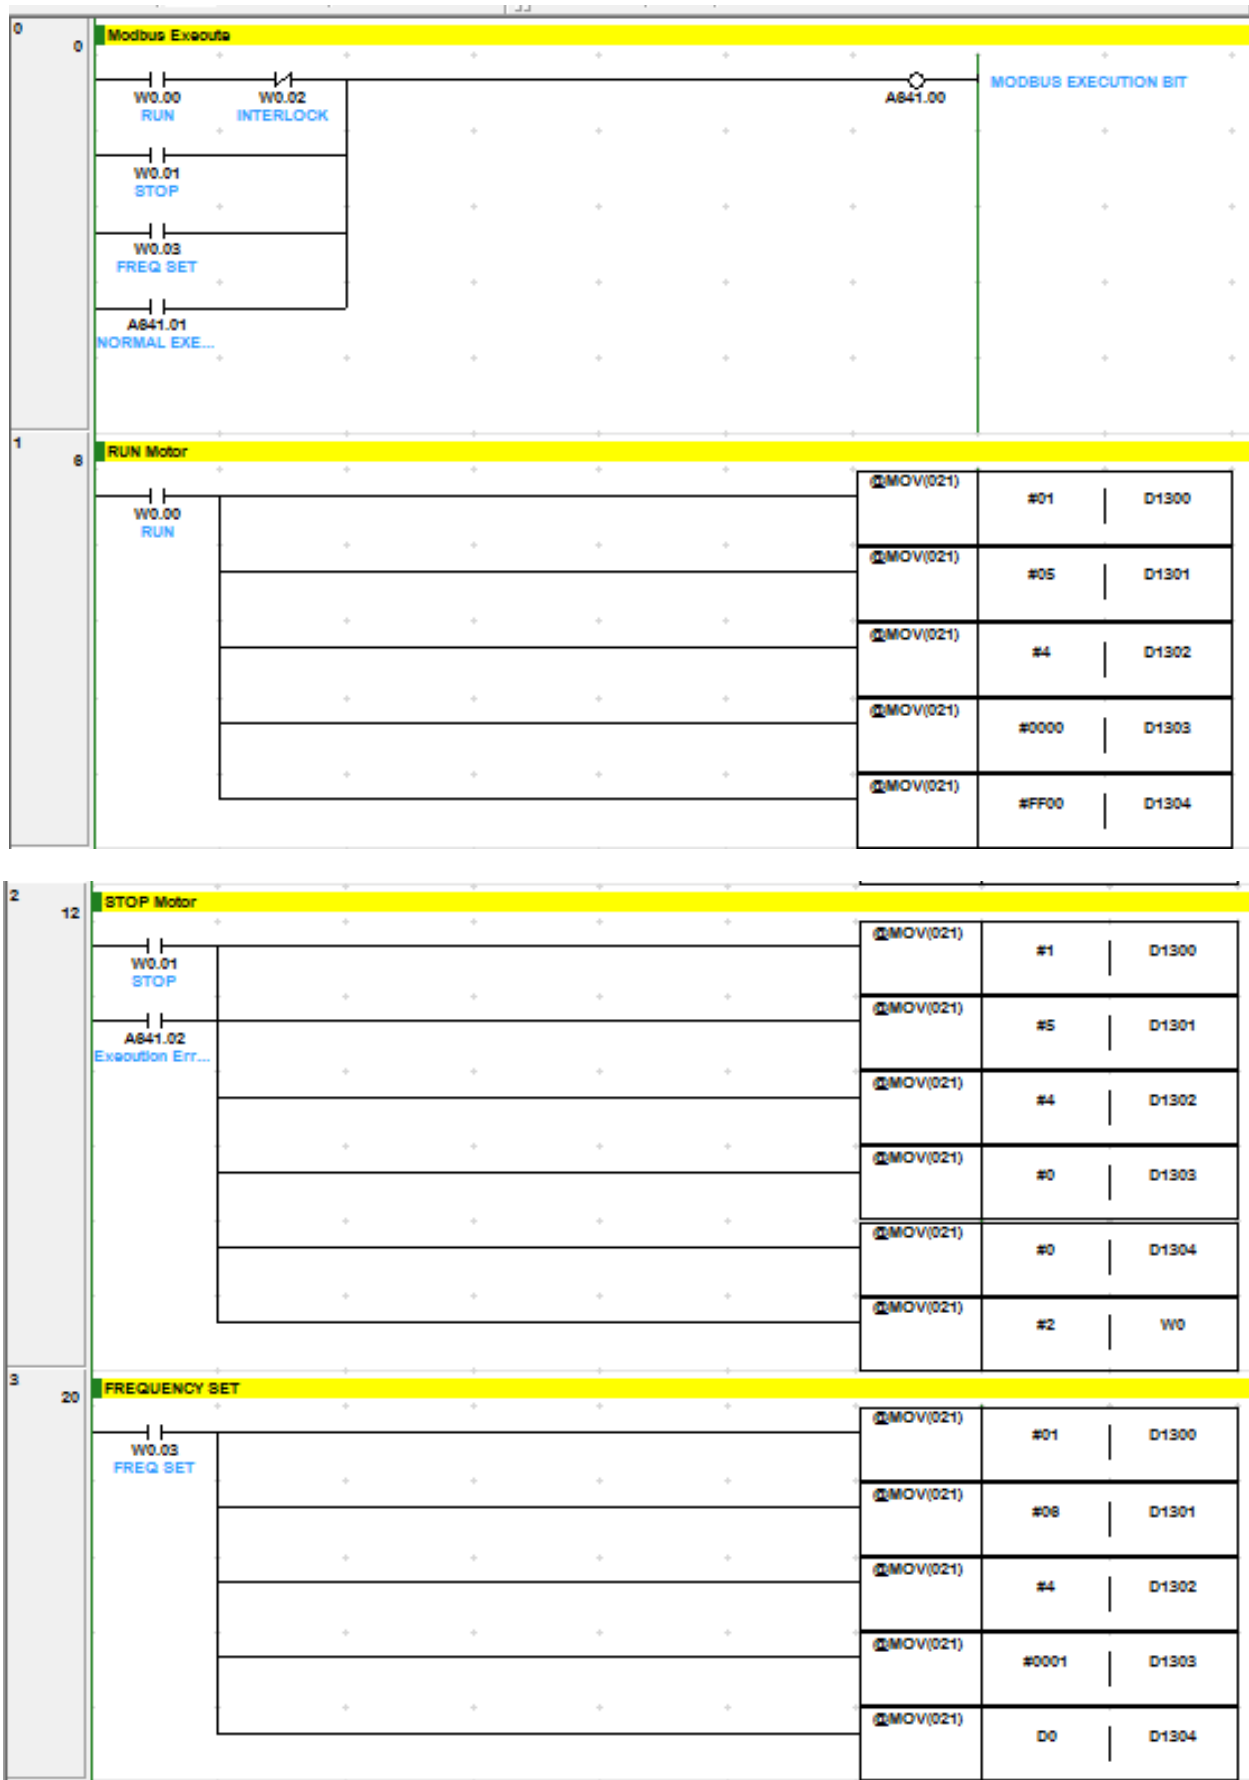 0
0
Modbus Execute
W0.00
RUN
W0.02
INTERLOCK
A641.00
MODBUS EXECUTION BIT
W0.01
STOP
W0.03
FREQ SET
A641.01
NORMAL EXE...
1
6
RUN Motor
W0.00
RUN
@MOV(021)
#01
D1300
@MOV(021)
#05
D1301
@MOV(021)
#4
D1302
@MOV(021)
#0000
D1303
@MOV(021)
#FF00
D1304
2
12
STOP Motor
W0.01
STOP
A641.02
Execution Err...
@MOV(021)
#1
D1300
@MOV(021)
#5
D1301
@MOV(021)
#4
D1302
@MOV(021)
#0
D1303
@MOV(021)
#0
D1304
@MOV(021)
#2
W0
3
20
FREQUENCY SET
W0.03
FREQ SET
@MOV(021)
#01
D1300
@MOV(021)
#06
D1301
@MOV(021)
#4
D1302
@MOV(021)
#0001
D1303
@MOV(021)
D0
D1304